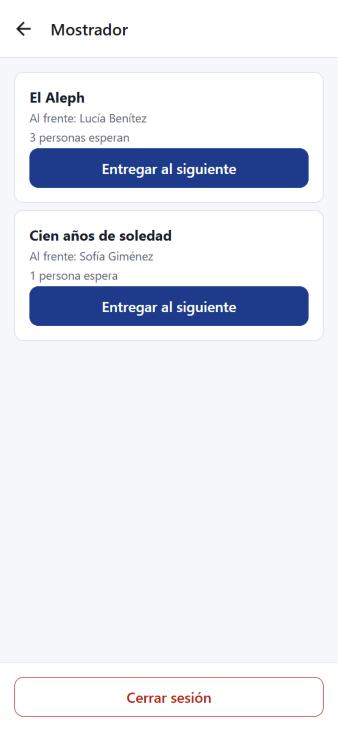 Mostrador
El Aleph
Al frente: Lucía Benítez
3 personas esperan
Entregar al siguiente
Cien años de soledad
Al frente: Sofía Giménez
1 persona espera
Entregar al siguiente
Cerrar sesión